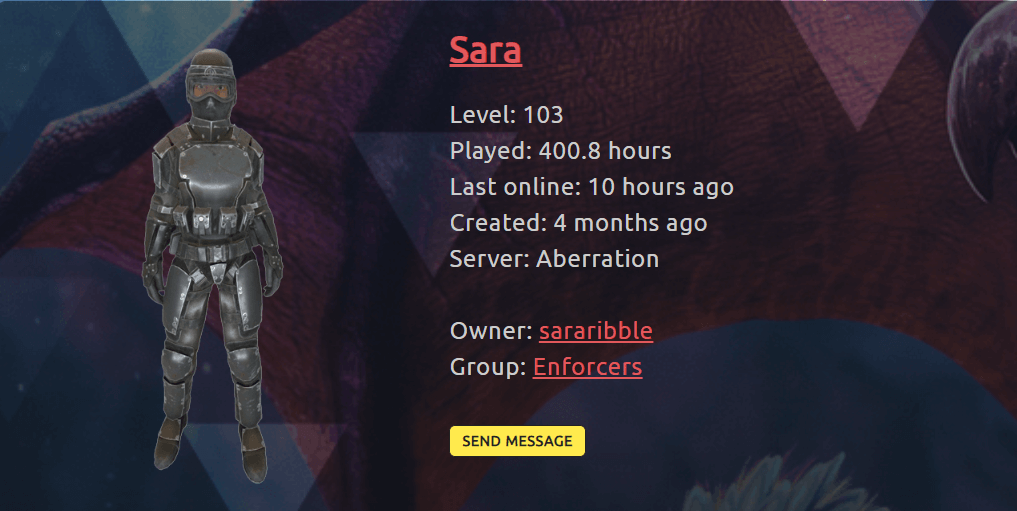 Sara
Level: 103
Played: 400.8 hours
Last online: 10 hours ago
Created: 4 months ago
Server: Aberration
Owner: sararibble
Group: Enforcers
SEND MESSAGE